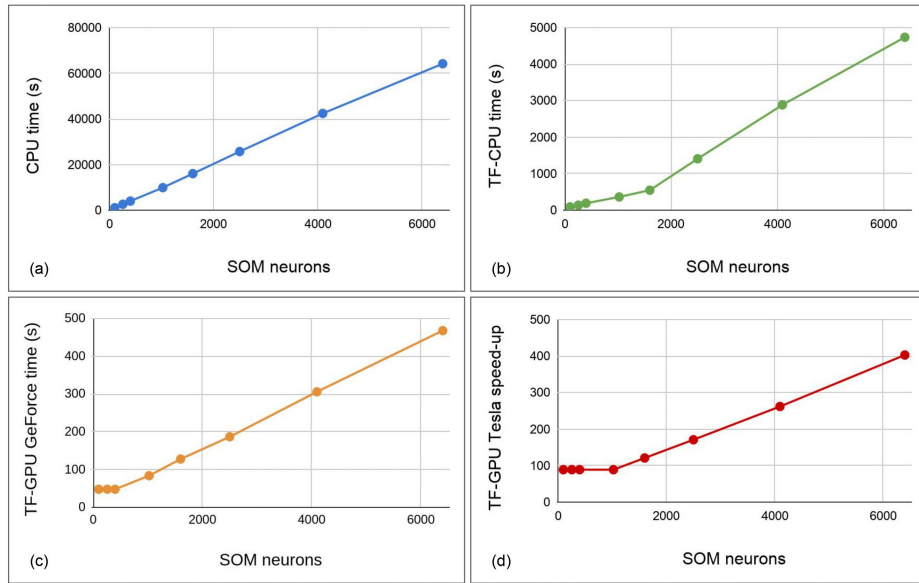 80000
60000
40000
20000
0
CPU time (s)
0 2000 4000 6000
(a) SOM neurons
5000
4000
3000
2000
1000
0
TF-CPU time (s)
0 2000 4000 6000
(b) SOM neurons
500
400
300
200
100
0
TF-GPU GeForce time (s)
0 2000 4000 6000
(c) SOM neurons
500
400
300
200
100
0
TF-GPU Tesla speed-up
0 2000 4000 6000
(d) SOM neurons